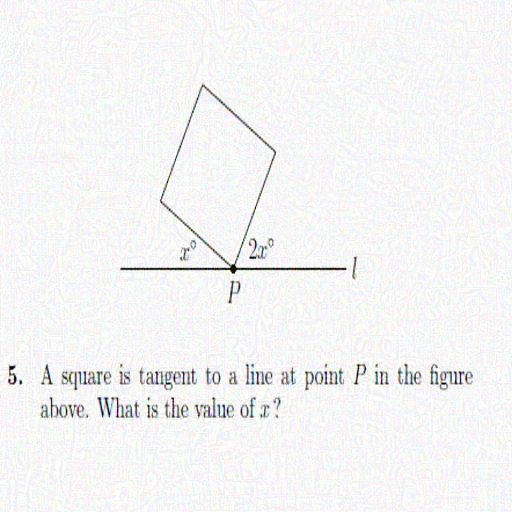 x° 2x°
l
P
5. A square is tangent to a line at point P in the figure
above. What is the value of x?